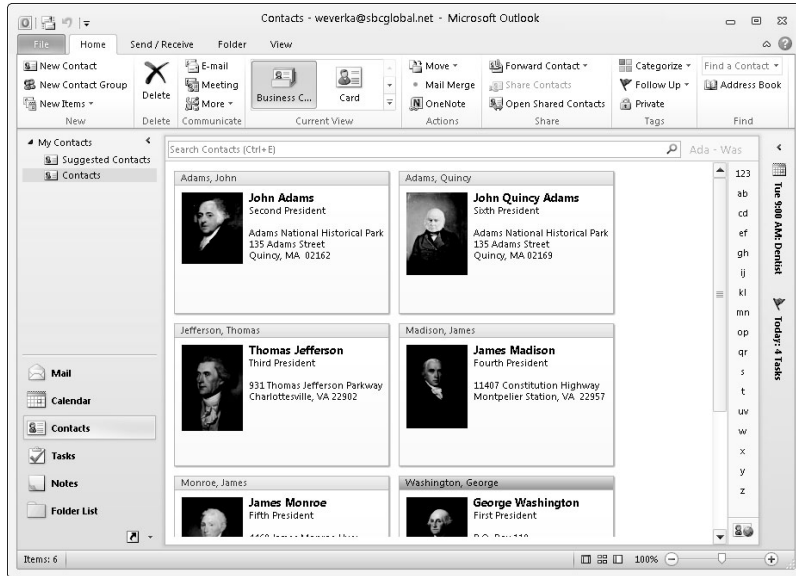 Contacts - weverka@sbcglobal.net - Microsoft Outlook
File Home Send / Receive Folder View
New Contact
New Contact Group
New Items
New
Delete
Delete
E-mail
Meeting
More
Communicate
Business C...
Card
Current View
Move
Mail Merge
OneNote
Actions
Forward Contact
Share Contacts
Open Shared Contacts
Share
Categorize
Follow Up
Private
Tags
Find a Contact
Address Book
Find
My Contacts
Suggested Contacts
Contacts
Mail
Calendar
Contacts
Tasks
Notes
Folder List
Search Contacts (Ctrl+E)
Ada - Was
Adams, John
John Adams
Second President
Adams National Historical Park
135 Adams Street
Quincy, MA 02162
Adams, Quincy
John Quincy Adams
Sixth President
Adams National Historical Park
135 Adams Street
Quincy, MA 02169
Jefferson, Thomas
Thomas Jefferson
Third President
931 Thomas Jefferson Parkway
Charlottesville, VA 22902
Madison, James
James Madison
Fourth President
11407 Constitution Highway
Montpelier Station, VA 22957
Monroe, James
James Monroe
Fifth President
Washington, George
George Washington
First President
123
ab
cd
ef
gh
ij
kl
mn
op
qr
s
t
uv
w
x
y
z
Tue 9:00 AM: Dentist
Today: 4 Tasks
Items: 6
100%